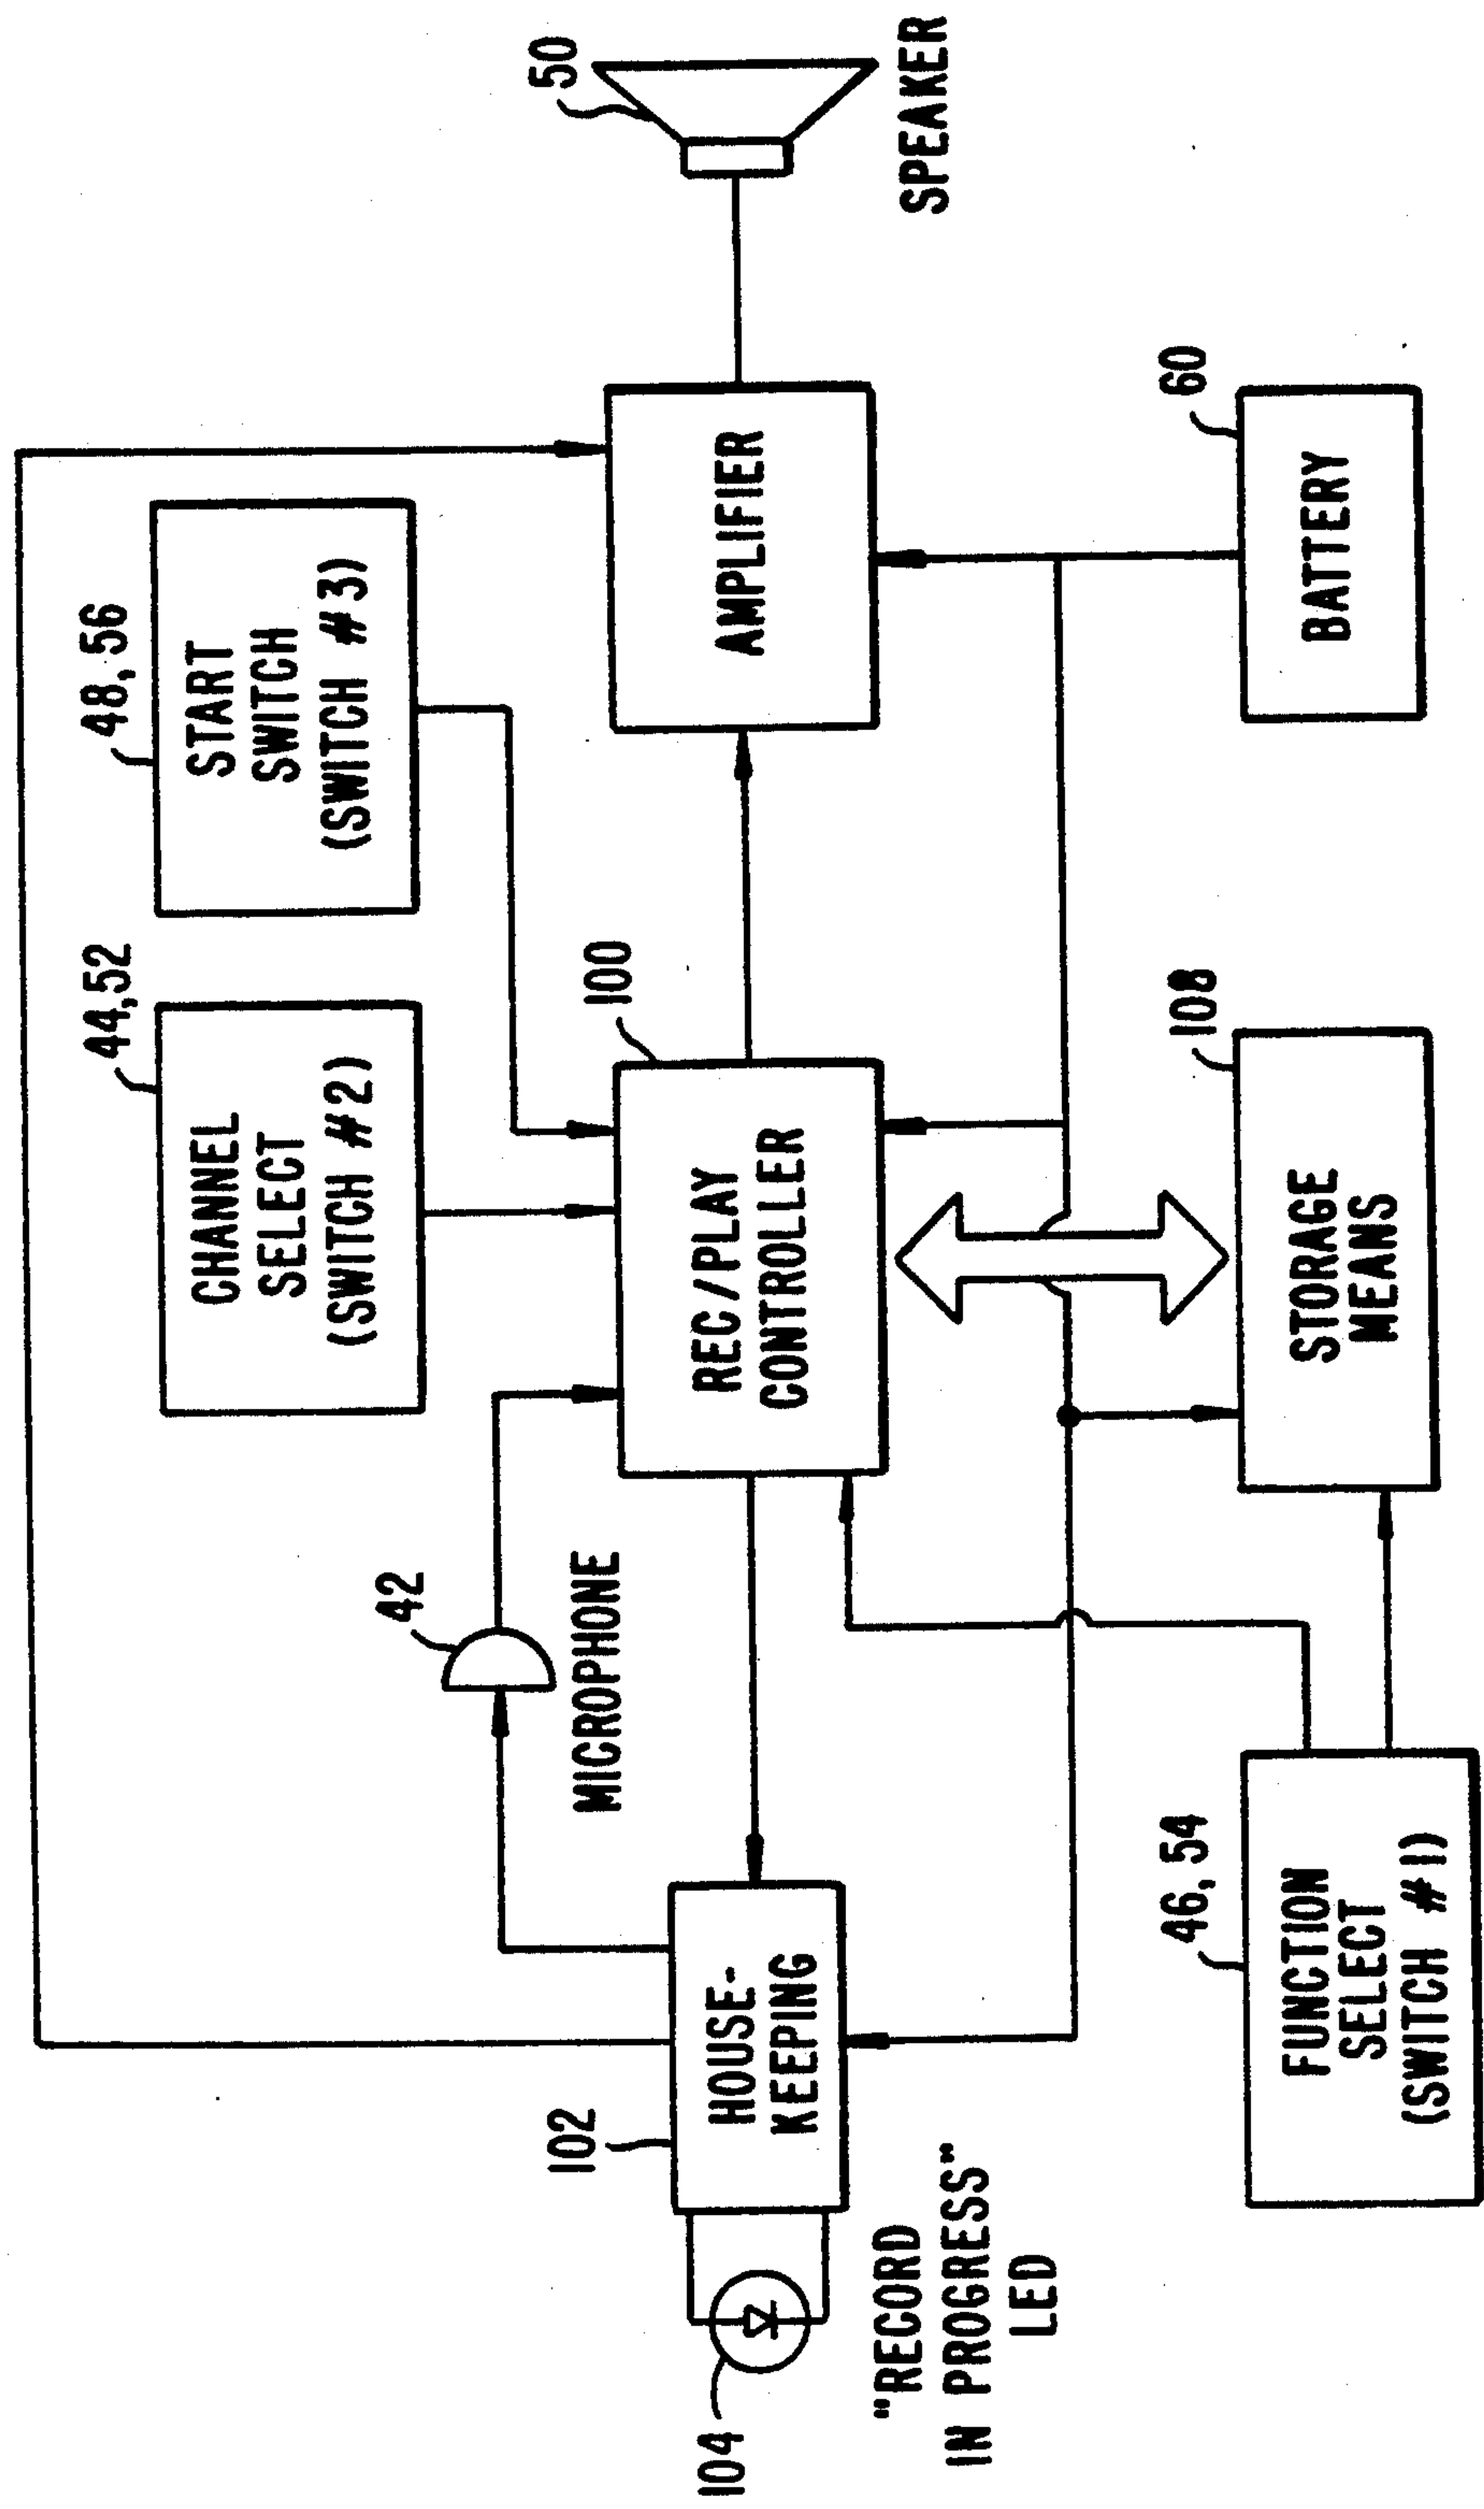 44,52
48,56
CHANNEL
SELECT
(SWITCH #2)
START
SWITCH
(SWITCH #3)
42
MICROPHONE
100
50
102
HOUSE-
KEEPING
REC/PLAY
CONTROLLER
AMPLIFIER
SPEAKER
104
"RECORD
IN PROGRESS"
LED
46,54
FUNCTION
SELECT
(SWITCH #1)
108
STORAGE
MEANS
60
BATTERY